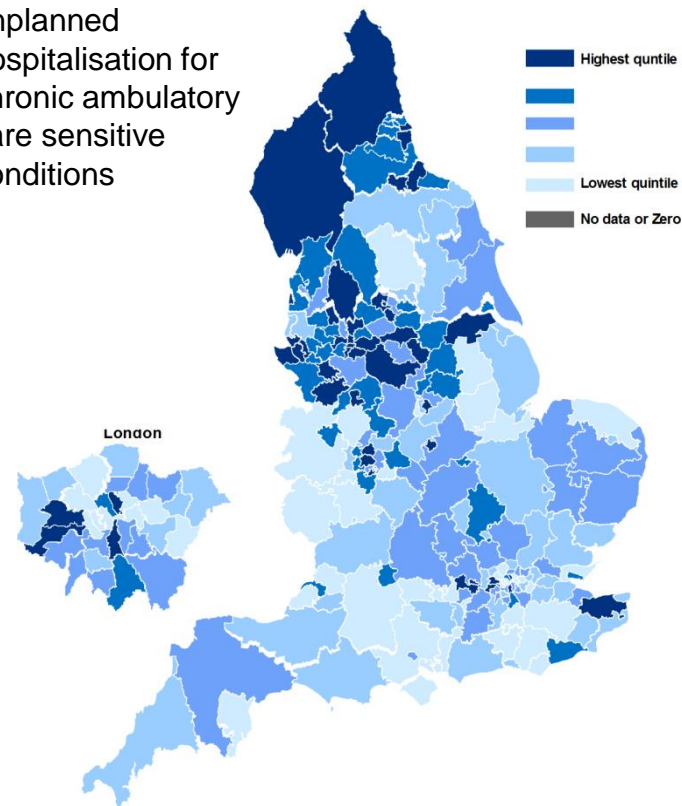 nplanned
ospitalisation for
hronic ambulatory
are sensitive
onditions
Highest quntile
Lowest quintile
No data or Zero
London